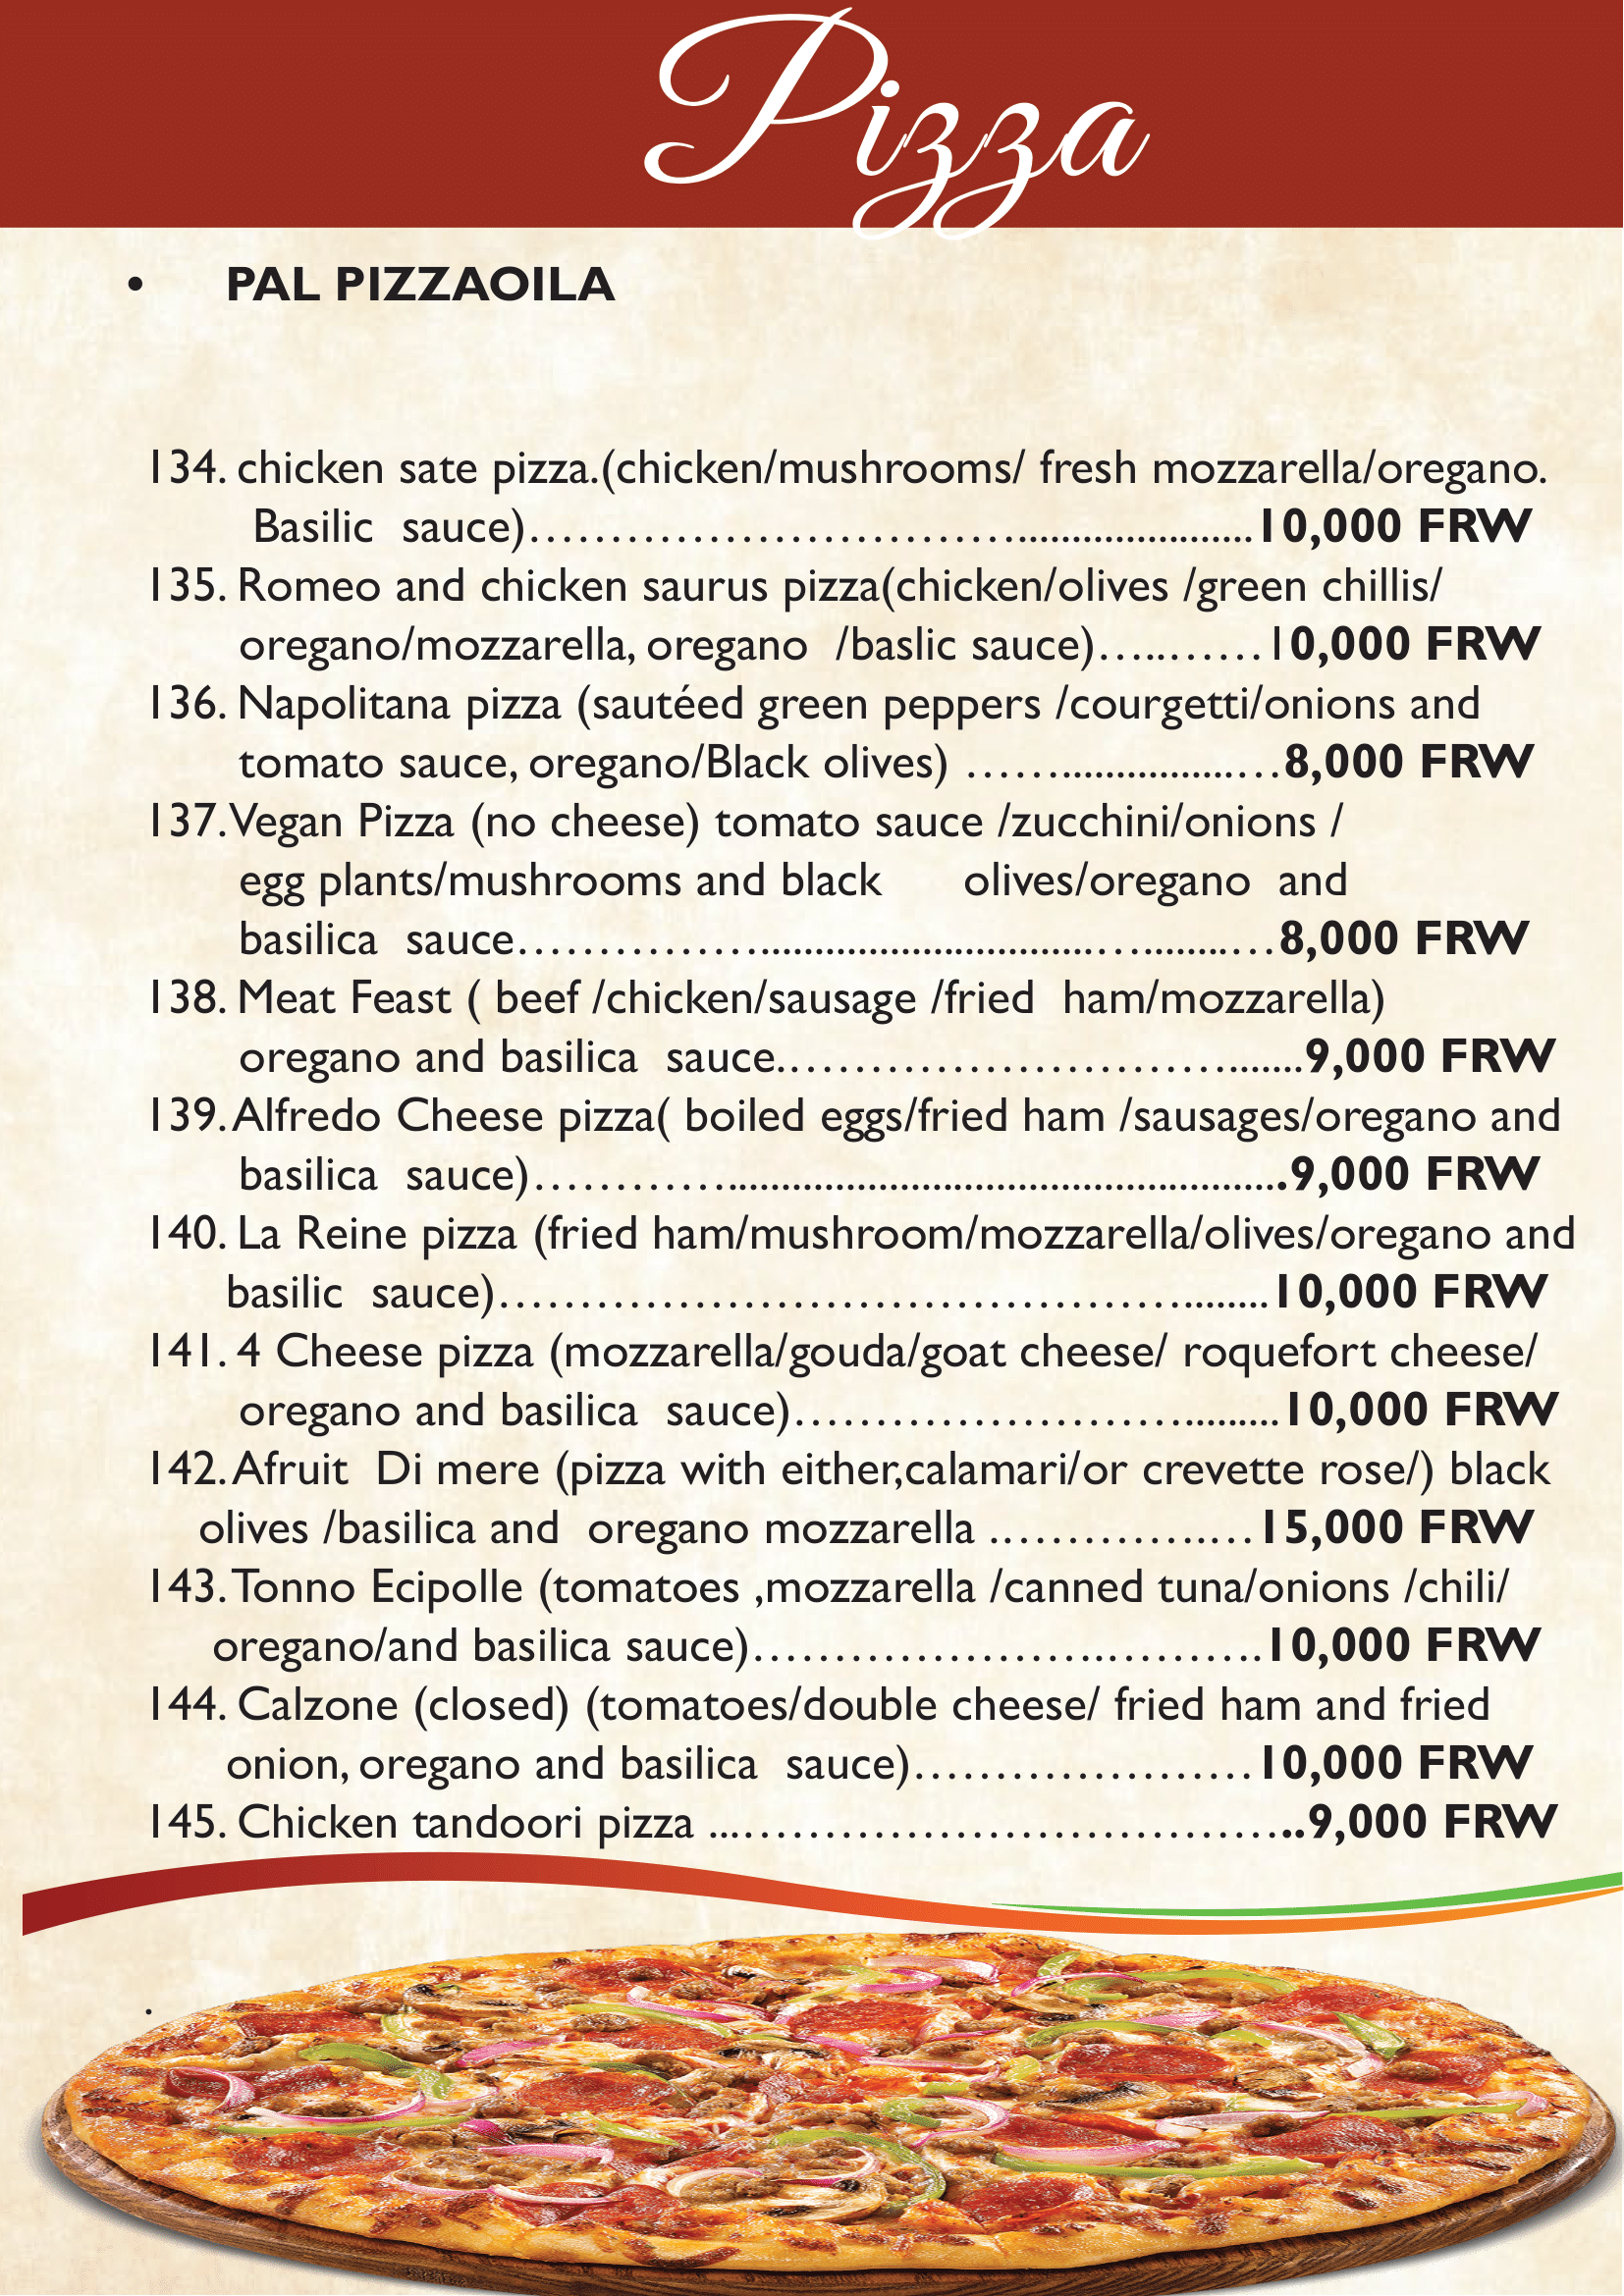 Pizza
• PAL PIZZAOILA
134. chicken sate pizza.(chicken/mushrooms/ fresh mozzarella/oregano.
Basilic sauce)……………………………......................10,000 FRW
135. Romeo and chicken saurus pizza(chicken/olives /green chillis/
oregano/mozzarella, oregano /baslic sauce)…..……10,000 FRW
136. Napolitana pizza (sautéed green peppers /courgetti/onions and
tomato sauce, oregano/Black olives) ……................…8,000 FRW
137. Vegan Pizza (no cheese) tomato sauce /zucchini/onions /
egg plants/mushrooms and black olives/oregano and
basilica sauce……………...............................…........…8,000 FRW
138. Meat Feast ( beef /chicken/sausage /fried ham/mozzarella)
oregano and basilica sauce.……………………….......9,000 FRW
139. Alfredo Cheese pizza( boiled eggs/fried ham /sausages/oregano and
basilica sauce)…………....................................................9,000 FRW
140. La Reine pizza (fried ham/mushroom/mozzarella/olives/oregano and
basilic sauce)…………………………………….......10,000 FRW
141. 4 Cheese pizza (mozzarella/gouda/goat cheese/ roquefort cheese/
oregano and basilica sauce)…………………….........10,000 FRW
142. Afruit Di mere (pizza with either,calamari/or crevette rose/) black
olives /basilica and oregano mozzarella .…………..…15,000 FRW
143. Tonno Ecipolle (tomatoes ,mozzarella /canned tuna/onions /chili/
oregano/and basilica sauce)………………….……….10,000 FRW
144. Calzone (closed) (tomatoes/double cheese/ fried ham and fried
onion, oregano and basilica sauce)…………………10,000 FRW
145. Chicken tandoori pizza ...……………………………..9,000 FRW
.